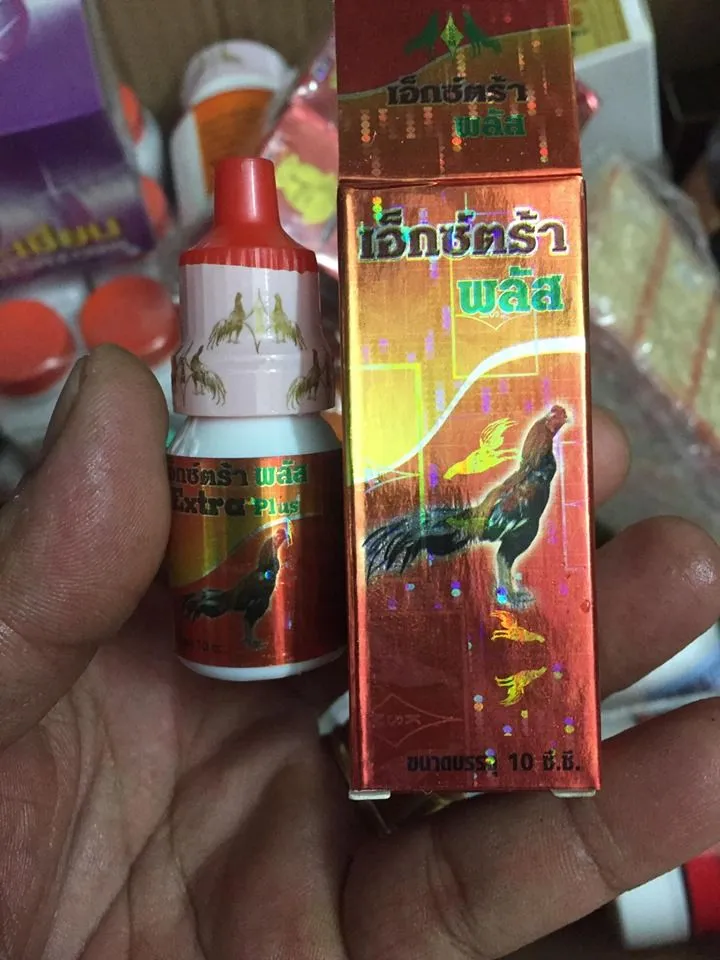 เอ็กซ์ตร้า
พลัส
เอ็กซ์ตร้า
พลัส
เอ็กซ์ตร้า พลัส
Extra Plus
ขนาดบรรจุ 10 ซี.ซี.